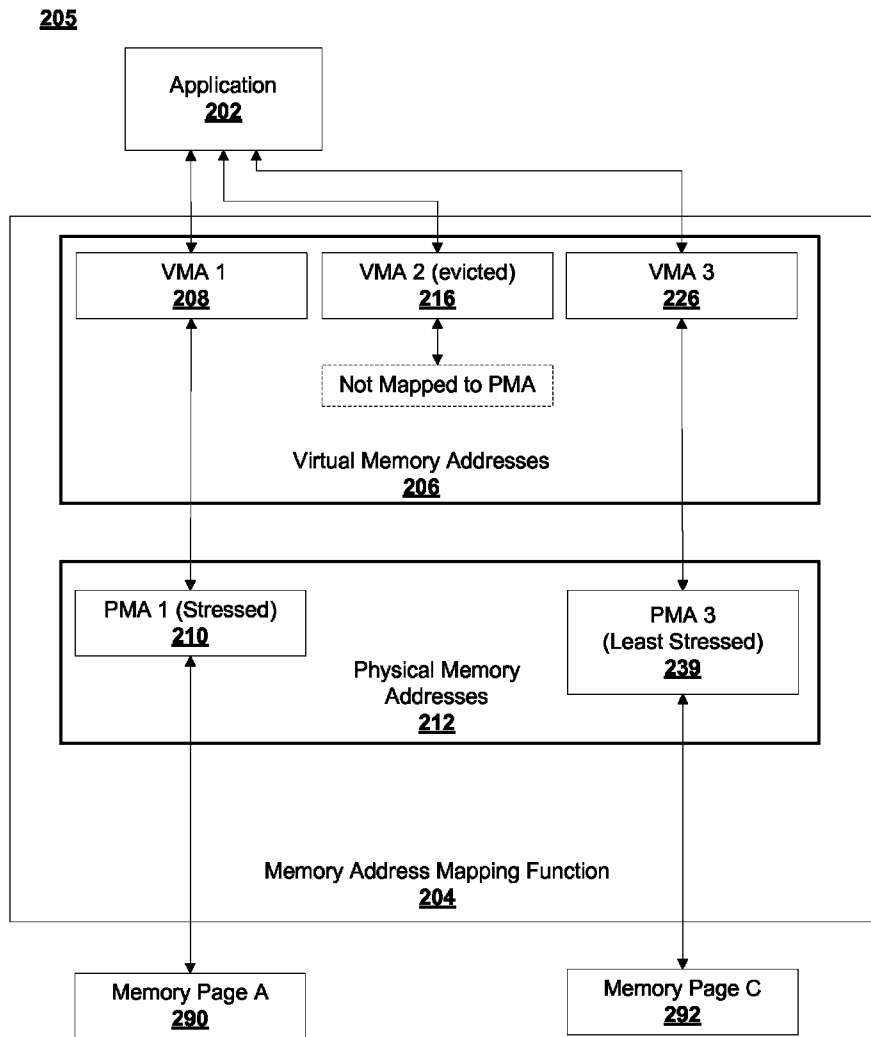 205
Application
202
VMA 1
208
VMA 2 (evicted)
216
VMA 3
226
Not Mapped to PMA
Virtual Memory Addresses
206
PMA 1 (Stressed)
210
PMA 3
(Least Stressed)
239
Physical Memory
Addresses
212
Memory Address Mapping Function
204
Memory Page A
290
Memory Page C
292